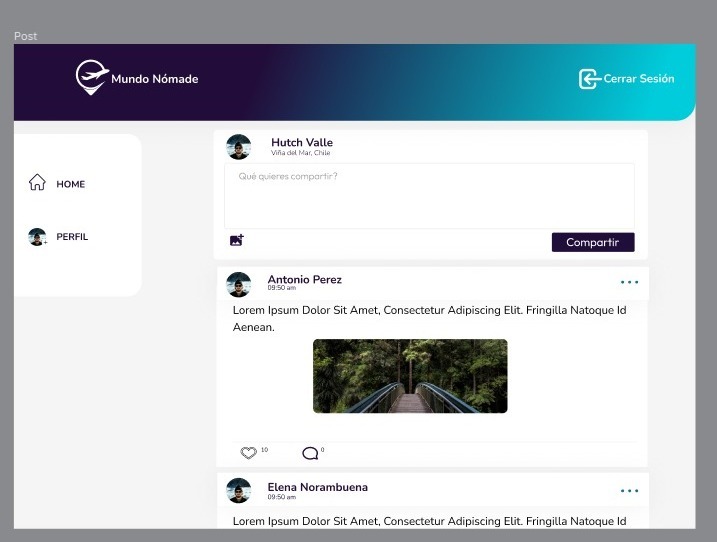 Post
Mundo Nómade
Cerrar Sesión
HOME
PERFIL
Hutch Valle
Viña del Mar, Chile
Qué quieres compartir?
Compartir
Antonio Perez
09:50 am
Lorem Ipsum Dolor Sit Amet, Consectetur Adipiscing Elit. Fringilla Natoque Id
Aenean.
10
0
Elena Norambuena
09:50 am
Lorem Ipsum Dolor Sit Amet, Consectetur Adipiscing Elit. Fringilla Natoque Id